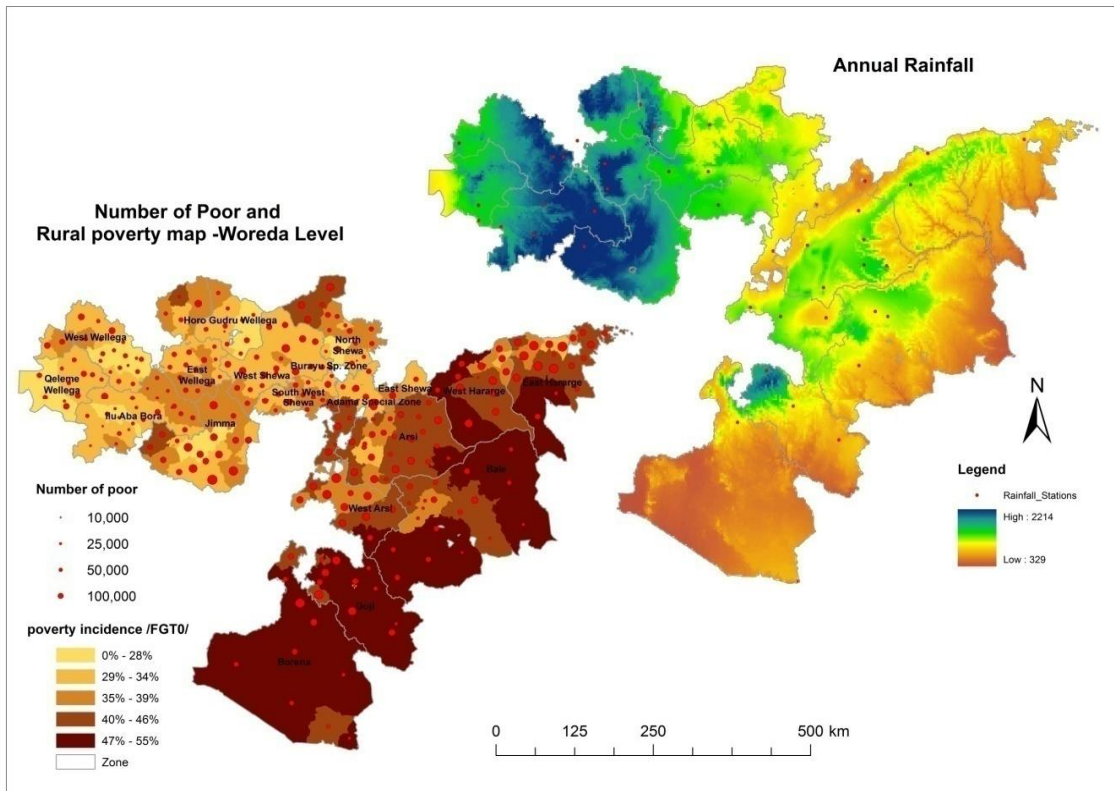 Annual Rainfall
Number of Poor and
Rural poverty map -Woreda Level
Horo Gudru Wellega
West Wellega
North
Shewa
East
Wellega
West Shewa
Burayu Sp. Zone
Qeleme
Wellega
South West
Shewa
East Shewa
Adama Special Zone
West Hararge
East Hararge
Ilu Aba Bora
Jimma
Arsi
Bale
West Arsi
Guji
Borena
Number of poor
10,000
25,000
50,000
100,000
poverty incidence /FGT0/
0% - 28%
29% - 34%
35% - 39%
40% - 46%
47% - 55%
Zone
N
Legend
Rainfall_Stations
High : 2214
Low : 329
0 125 250 500 km